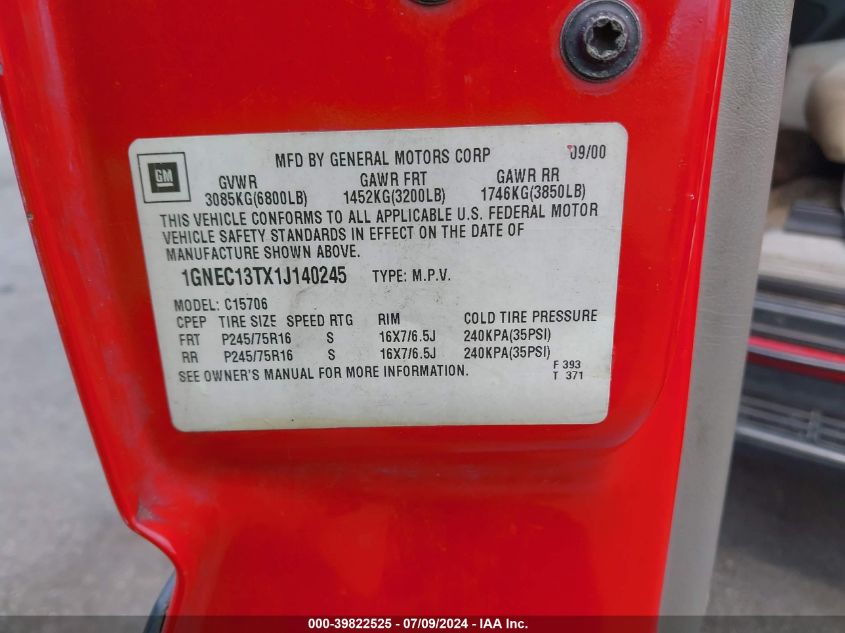 MFD BY GENERAL MOTORS CORP 09/00
GM
GVWR GAWR FRT GAWR RR
3085KG(6800LB) 1452KG(3200LB) 1746KG(3850LB)
THIS VEHICLE CONFORMS TO ALL APPLICABLE U.S. FEDERAL MOTOR
VEHICLE SAFETY STANDARDS IN EFFECT ON THE DATE OF
MANUFACTURE SHOWN ABOVE.
1GNEC13TX1J140245 TYPE: M.P.V.
MODEL: C15706
CPEP TIRE SIZE SPEED RTG RIM COLD TIRE PRESSURE
FRT P245/75R16 S 16X7/6.5J 240KPA(35PSI)
RR P245/75R16 S 16X7/6.5J 240KPA(35PSI)
SEE OWNER'S MANUAL FOR MORE INFORMATION. F 393
T 371
000-39822525 - 07/09/2024 - IAA Inc.